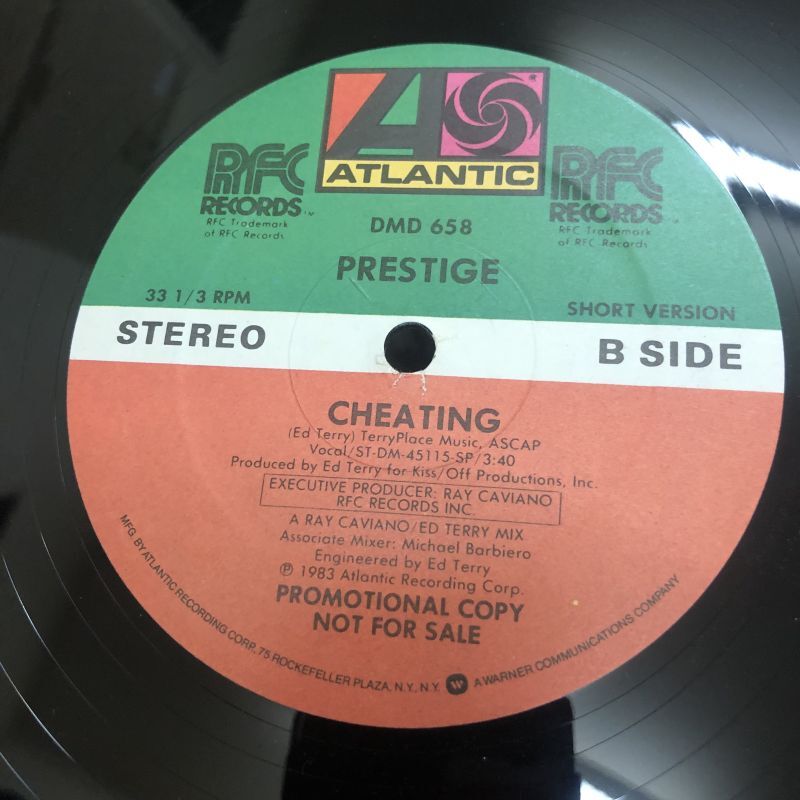 ATLANTIC
RFC
RECORDS™
RFC Trademark
of RFC Records
RFC
RECORDS™
RFC Trademark
of RFC Records
DMD 658
PRESTIGE
33 1/3 RPM
SHORT VERSION
STEREO
B SIDE
CHEATING
(Ed Terry) TerryPlace Music, ASCAP
Vocal/ST-DM-45115-SP/3:40
Produced by Ed Terry for Kiss/Off Productions, Inc.
EXECUTIVE PRODUCER: RAY CAVIANO
RFC RECORDS INC.
A RAY CAVIANO/ED TERRY MIX
Associate Mixer: Michael Barbiero
Engineered by Ed Terry
℗ 1983 Atlantic Recording Corp.
PROMOTIONAL COPY
NOT FOR SALE
MFG. BY ATLANTIC RECORDING CORP., 75 ROCKEFELLER PLAZA, N.Y., N.Y. A WARNER COMMUNICATIONS COMPANY